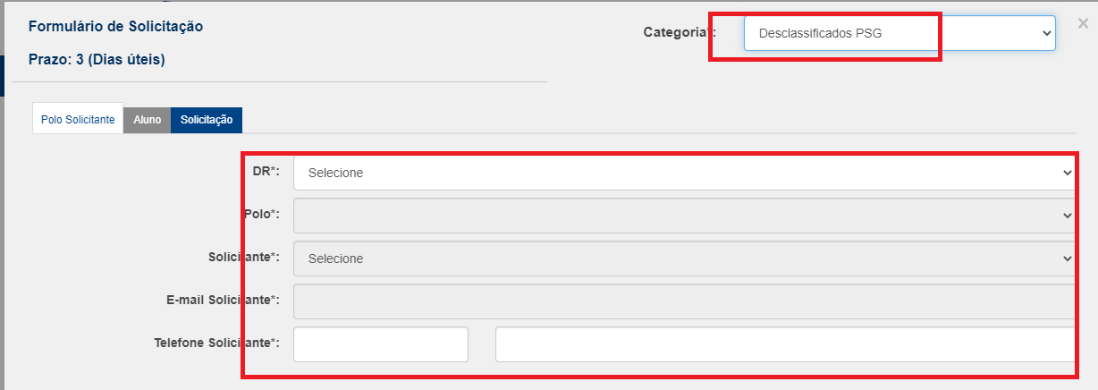 Formulário de Solicitação
Categoria*: Desclassificados PSG
×
Prazo: 3 (Dias úteis)
Polo Solicitante Aluno Solicitação
DR*: Selecione
Polo*:
Solicitante*: Selecione
E-mail Solicitante*:
Telefone Solicitante*: